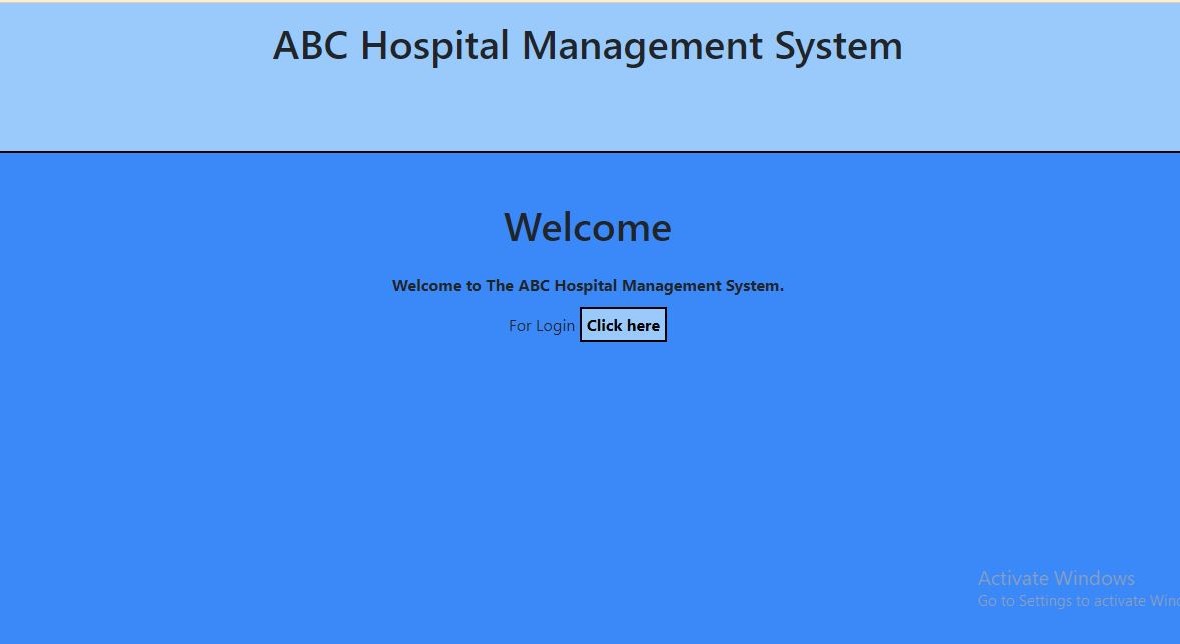 ABC Hospital Management System
Welcome
Welcome to The ABC Hospital Management System.
For Login Click here
Activate Windows
Go to Settings to activate Wind